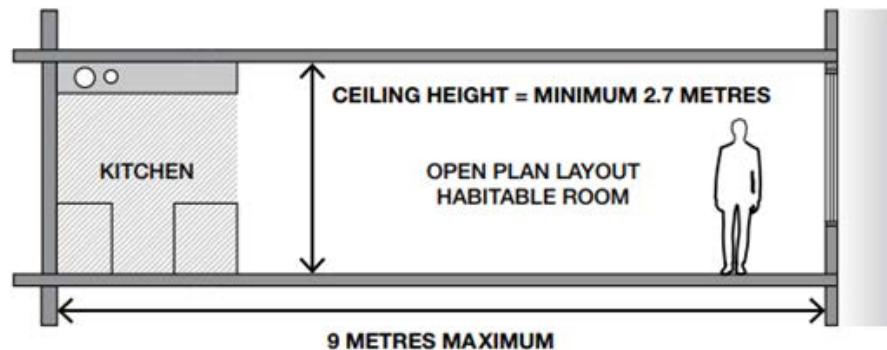 CEILING HEIGHT = MINIMUM 2.7 METRES
KITCHEN
OPEN PLAN LAYOUT
HABITABLE ROOM
9 METRES MAXIMUM